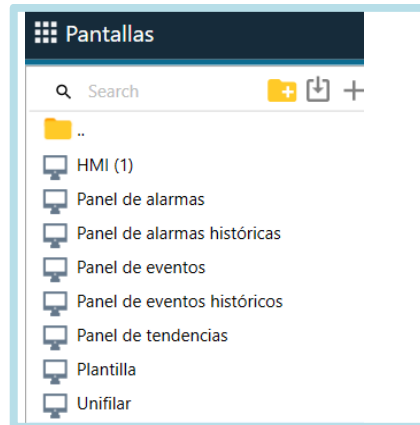 Pantallas
Search
..
HMI (1)
Panel de alarmas
Panel de alarmas históricas
Panel de eventos
Panel de eventos históricos
Panel de tendencias
Plantilla
Unifilar